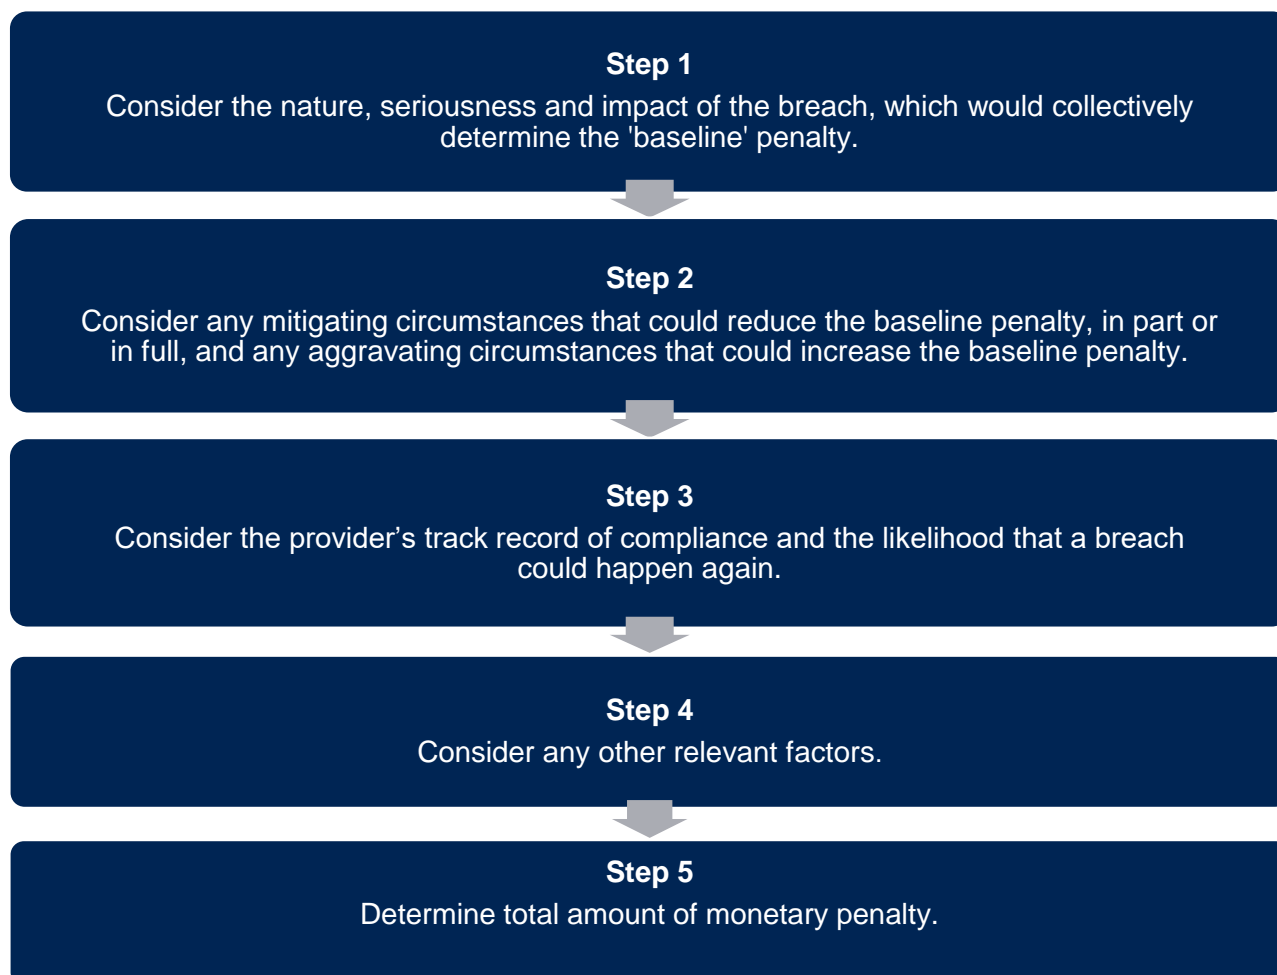 Step 1
Consider the nature, seriousness and impact of the breach, which would collectively
determine the 'baseline' penalty.
Step 2
Consider any mitigating circumstances that could reduce the baseline penalty, in part or
in full, and any aggravating circumstances that could increase the baseline penalty.
Step 3
Consider the provider’s track record of compliance and the likelihood that a breach
could happen again.
Step 4
Consider any other relevant factors.
Step 5
Determine total amount of monetary penalty.